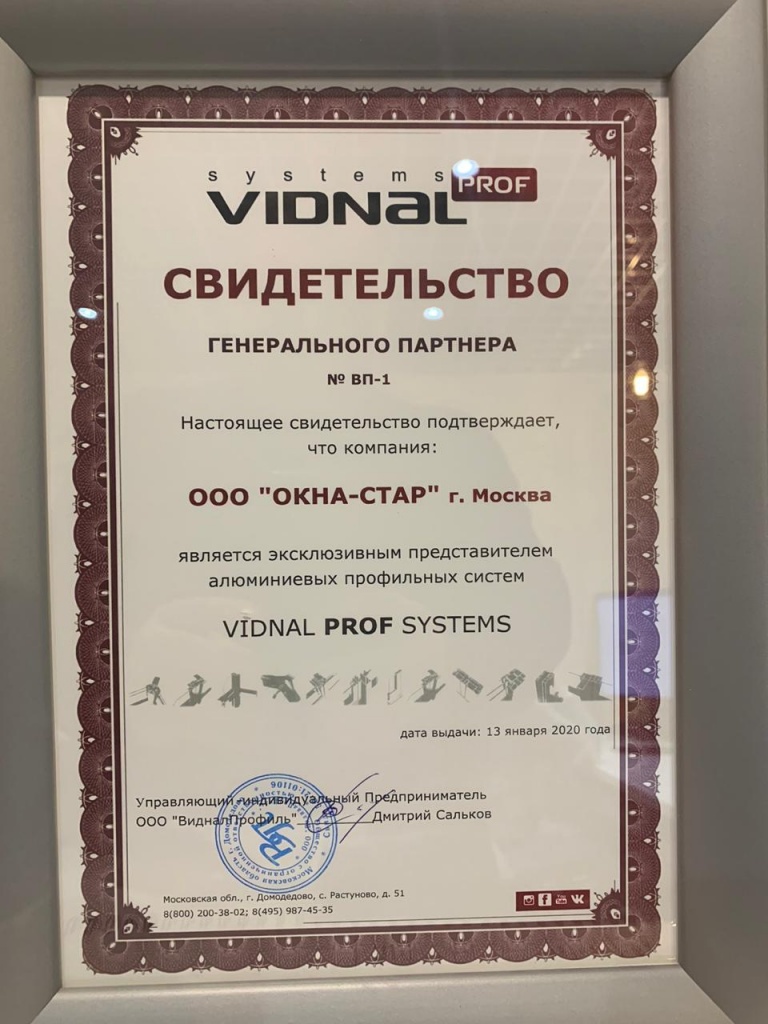 systems
VIDNAL PROF
СВИДЕТЕЛЬСТВО
ГЕНЕРАЛЬНОГО ПАРТНЕРА
№ ВП-1
Настоящее свидетельство подтверждает,
что компания:
ООО "ОКНА-СТАР" г. Москва
является эксклюзивным представителем
алюминиевых профильных систем
VIDNAL PROF SYSTEMS
дата выдачи: 13 января 2020 года
Управляющий-индивидуальный Предприниматель
ООО "ВиднаЛПрофиль" Дмитрий Сальков
Московская обл., г. Домодедово, с. Растуново, д. 51
8(800) 200-38-02; 8(495) 987-45-35